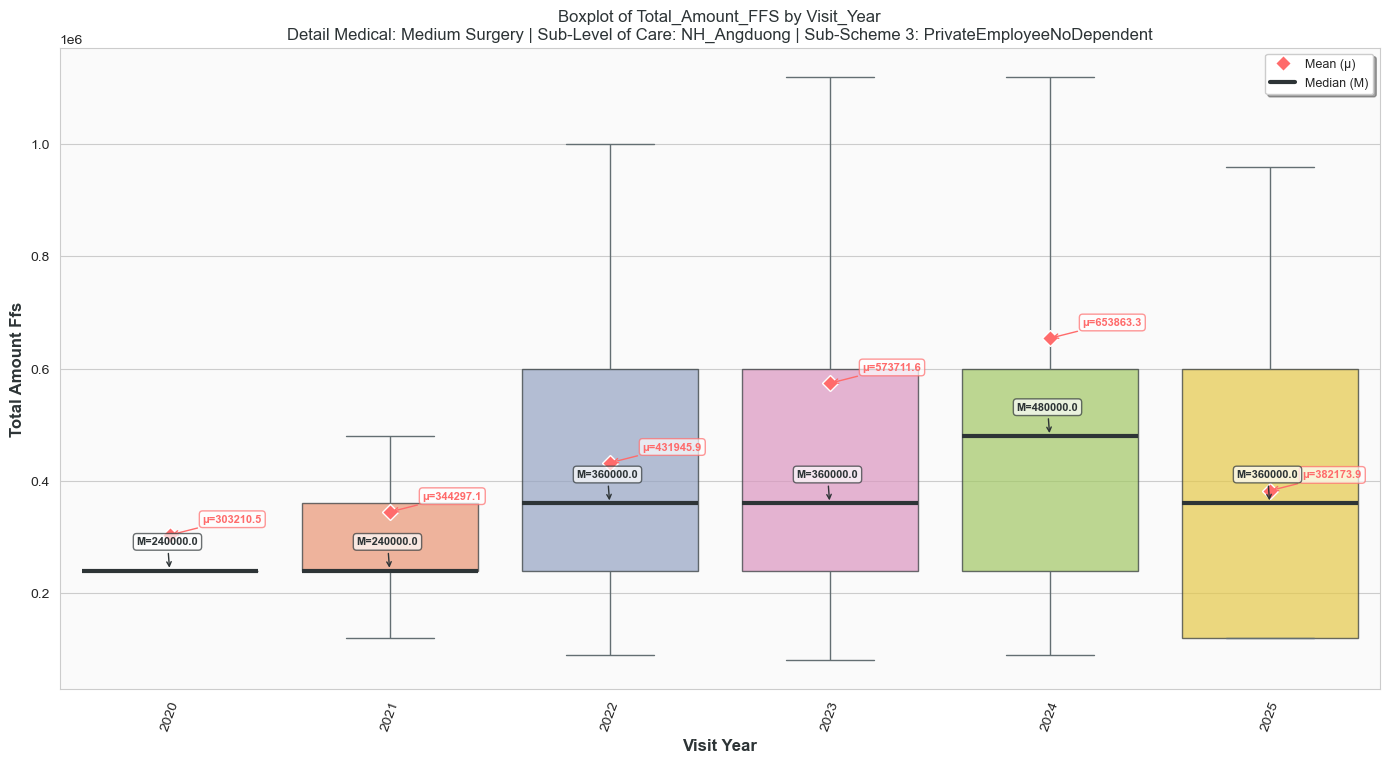 Boxplot of Total_Amount_FFS by Visit_Year
Detail Medical: Medium Surgery | Sub-Level of Care: NH_Angduong | Sub-Scheme 3: PrivateEmployeeNoDependent
1e6
Mean (μ)
Median (M)
1.0
0.8
0.6
0.4
0.2
Total Amount Ffs
μ=303210.5
M=240000.0
μ=344297.1
M=240000.0
μ=431945.9
M=360000.0
μ=573711.6
M=360000.0
μ=653863.3
M=480000.0
M=360000.0
μ=382173.9
2020
2021
2022
2023
2024
2025
Visit Year